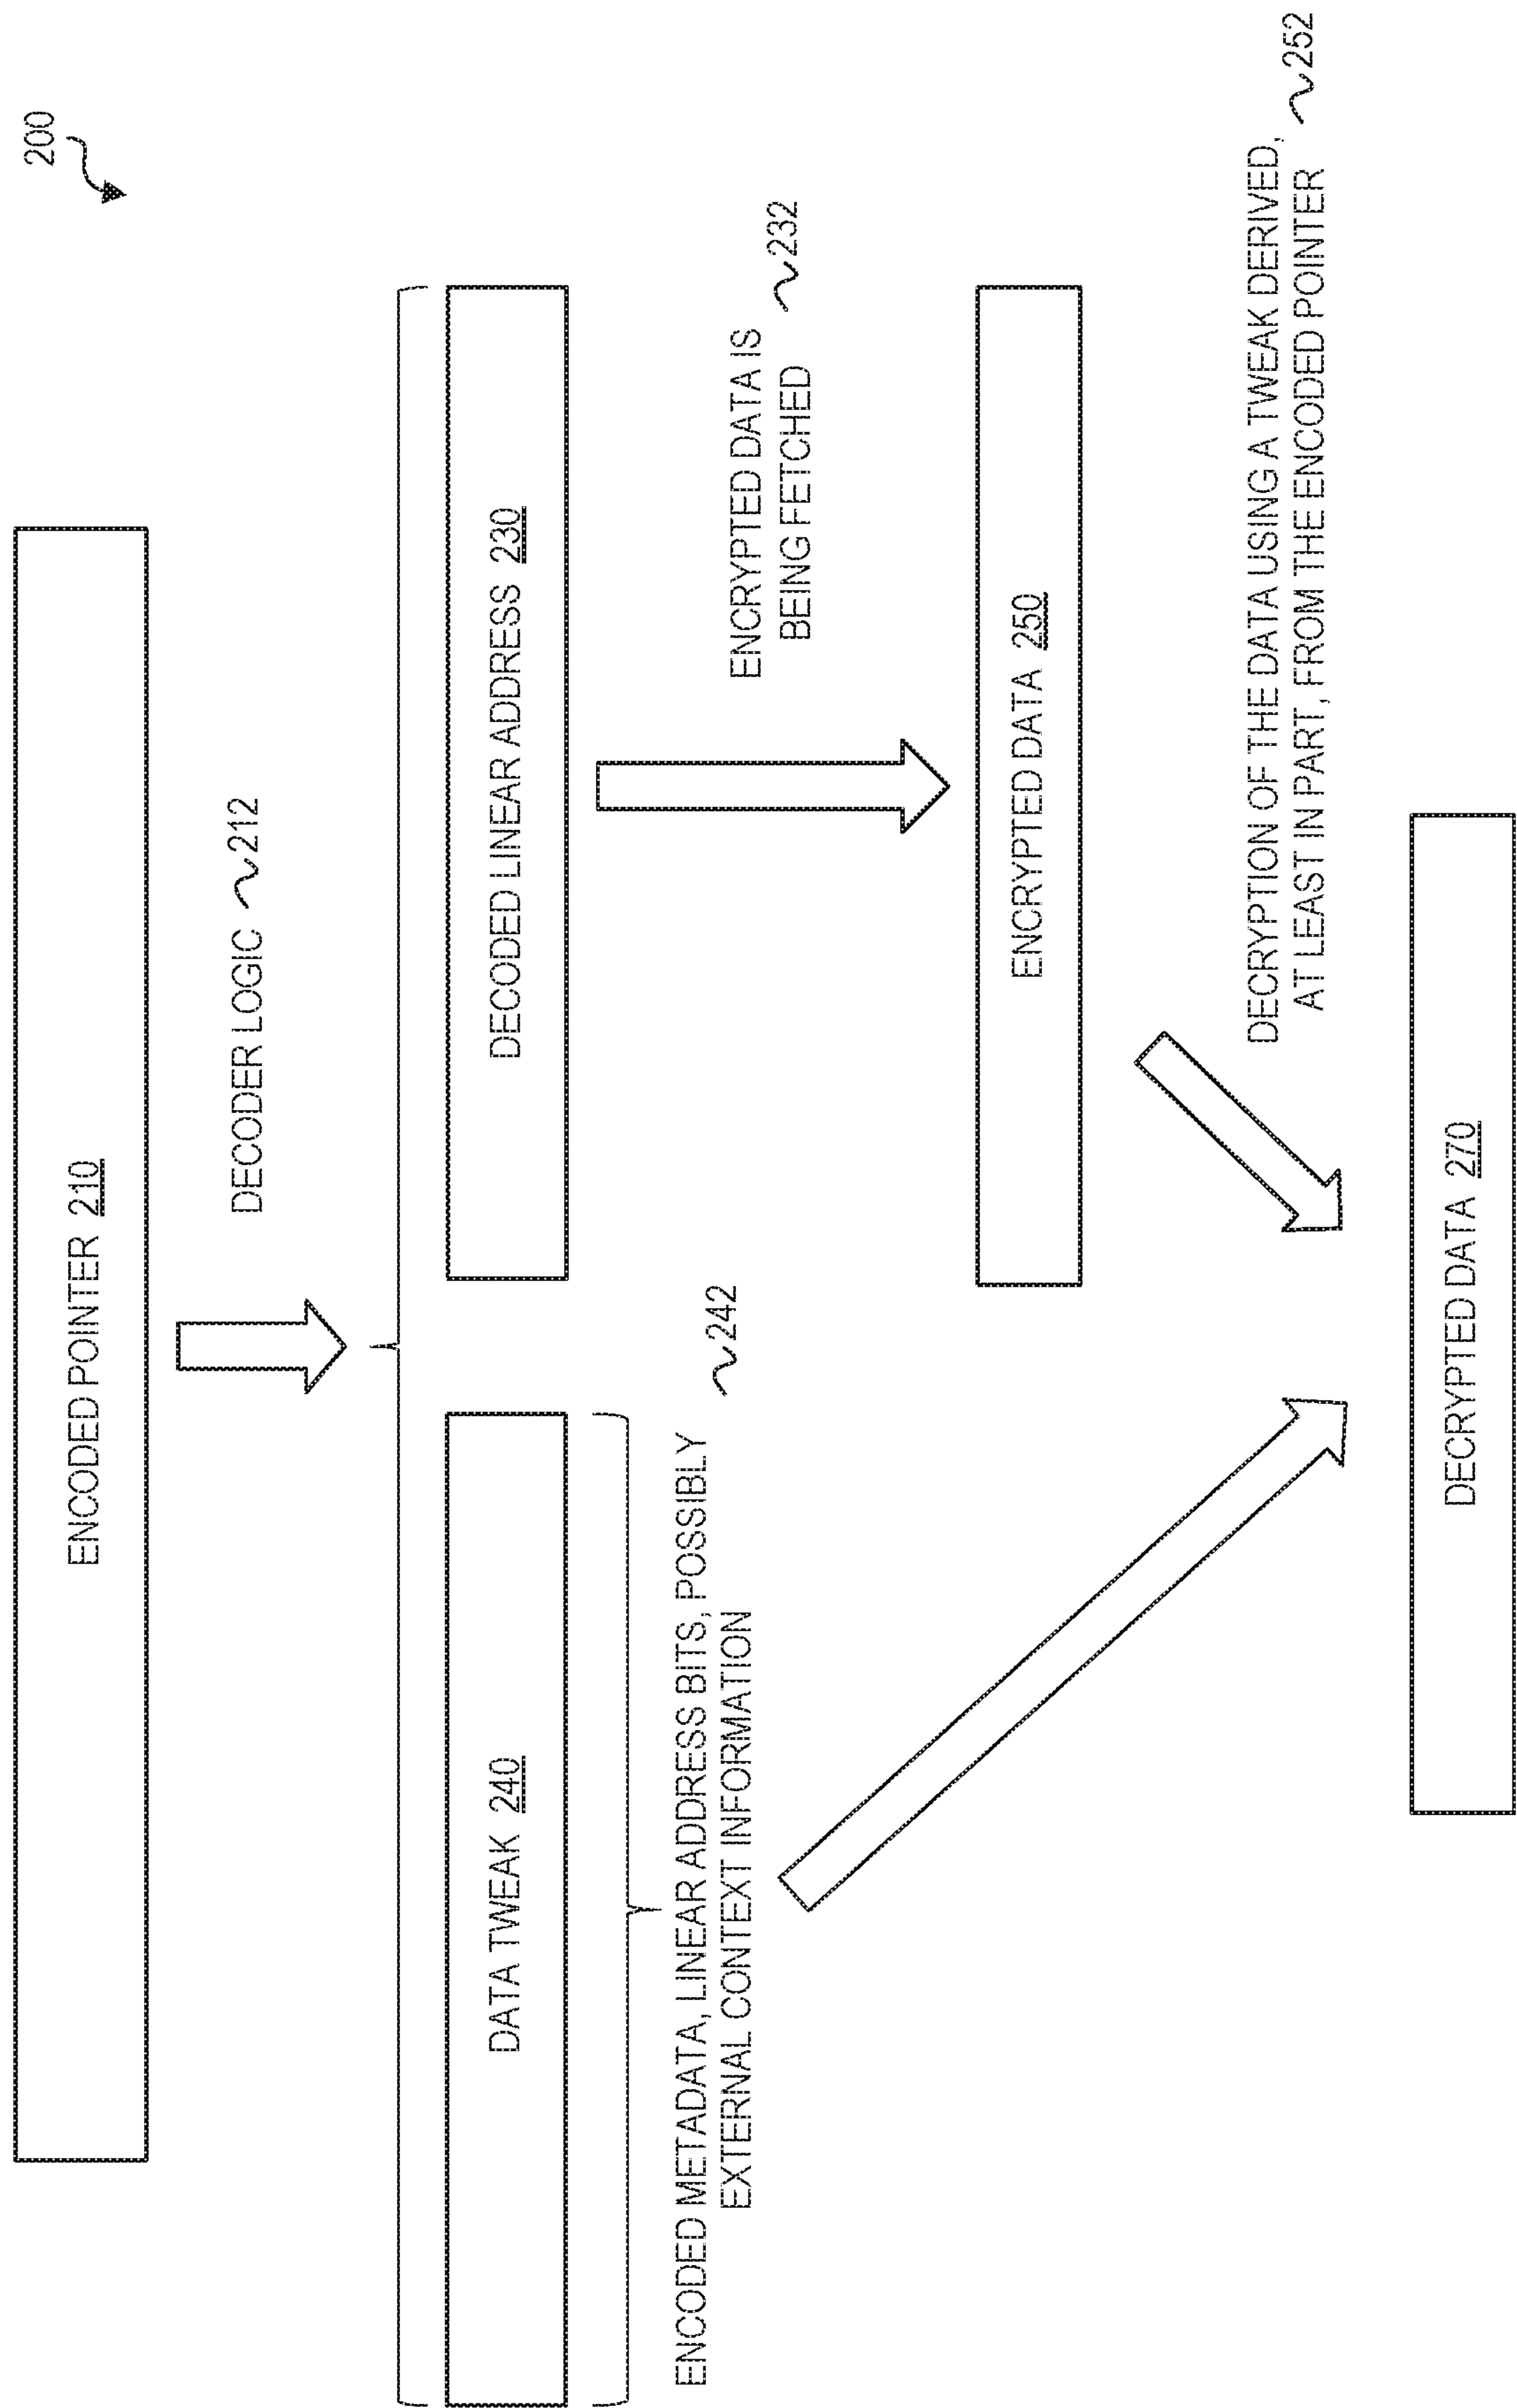 200
ENCODED POINTER 210
DECODER LOGIC 212
DATA TWEAK 240
DECODED LINEAR ADDRESS 230
ENCODED METADATA, LINEAR ADDRESS BITS, POSSIBLY
EXTERNAL CONTEXT INFORMATION
242
ENCRYPTED DATA IS
BEING FETCHED
232
ENCRYPTED DATA 250
DECRYPTION OF THE DATA USING A TWEAK DERIVED,
AT LEAST IN PART, FROM THE ENCODED POINTER
252
DECRYPTED DATA 270